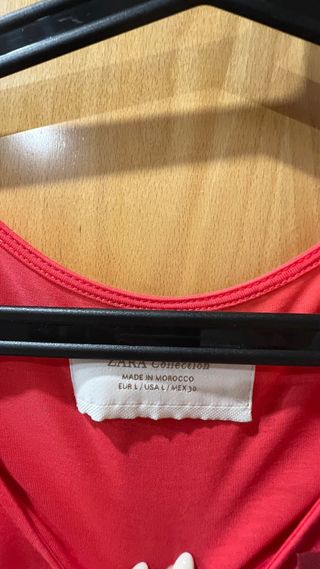 ZARA Collection
MADE IN MOROCCO
EUR L / USA L / MEX 30